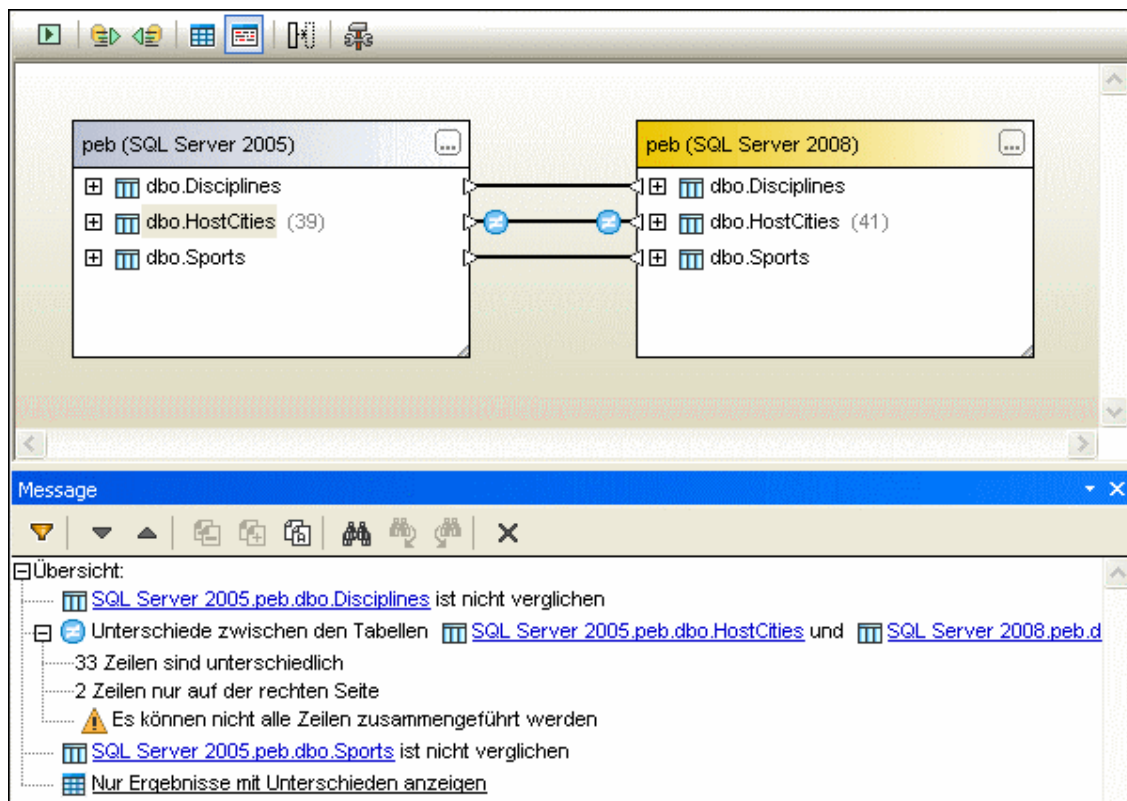 peb (SQL Server 2005)
...
dbo.Disciplines
dbo.HostCities (39)
dbo.Sports
peb (SQL Server 2008)
...
dbo.Disciplines
dbo.HostCities (41)
dbo.Sports
Message
Übersicht:
SQL Server 2005.peb.dbo.Disciplines ist nicht verglichen
Unterschiede zwischen den Tabellen SQL Server 2005.peb.dbo.HostCities und SQL Server 2008.peb.d
33 Zeilen sind unterschiedlich
2 Zeilen nur auf der rechten Seite
Es können nicht alle Zeilen zusammengeführt werden
SQL Server 2005.peb.dbo.Sports ist nicht verglichen
Nur Ergebnisse mit Unterschieden anzeigen